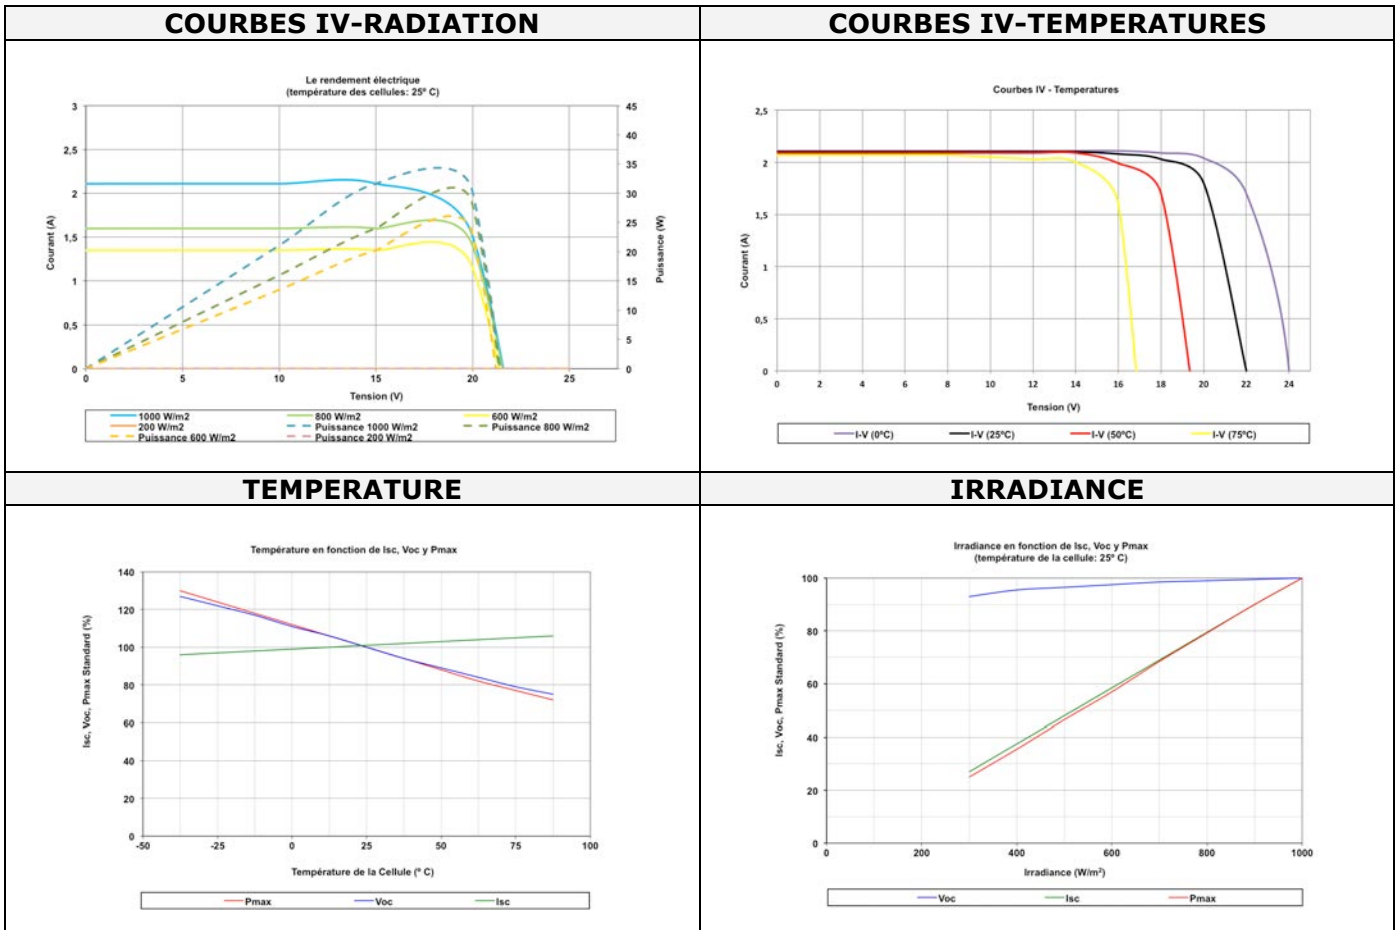 COURBES IV-RADIATION
Le rendement électrique
(température des cellules: 25º C)
3
2,5
2
1,5
1
0,5
0
Courant (A)
45
40
35
30
25
20
15
10
5
0
Puissance (W)
0 5 10 15 20 25
Tension (V)
1000 W/m2 800 W/m2 600 W/m2
200 W/m2 Puissance 1000 W/m2 Puissance 800 W/m2
Puissance 600 W/m2 Puissance 200 W/m2
COURBES IV-TEMPERATURES
Courbes IV - Temperatures
2,5
2
1,5
1
0,5
0
Courant (A)
0 2 4 6 8 10 12 14 16 18 20 22 24
Tension (V)
I-V (0ºC) I-V (25ºC) I-V (50ºC) I-V (75ºC)
TEMPERATURE
Température en fonction de Isc, Voc y Pmax
140
120
100
80
60
40
20
0
Isc, Voc, Pmax Standard (%)
-50 -25 0 25 50 75 100
Température de la Cellule (º C)
Pmax Voc Isc
IRRADIANCE
Irradiance en fonction de Isc, Voc y Pmax
(température de la cellule: 25º C)
100
80
60
40
20
0
Isc, Voc, Pmax Standard (%)
0 200 400 600 800 1000
Irradiance (W/m²)
Voc Isc Pmax